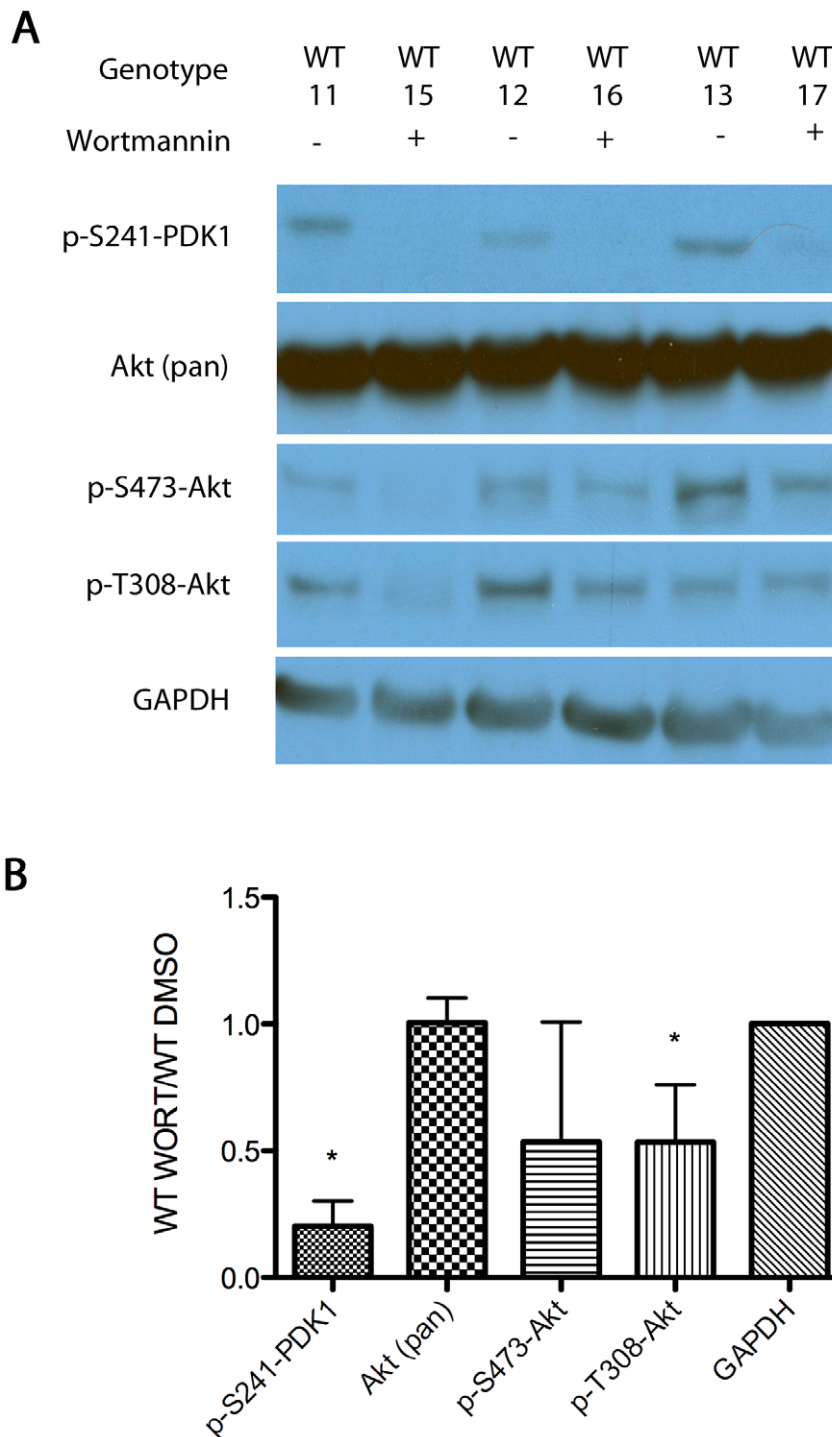 A
Genotype WT WT WT WT WT WT
11 15 12 16 13 17
Wortmannin - + - + - +
p-S241-PDK1
Akt (pan)
p-S473-Akt
p-T308-Akt
GAPDH
B
WT WORT/WT DMSO
1.5
1.0
0.5
0.0
*
*
p-S241-PDK1
Akt (pan)
p-S473-Akt
p-T308-Akt
GAPDH